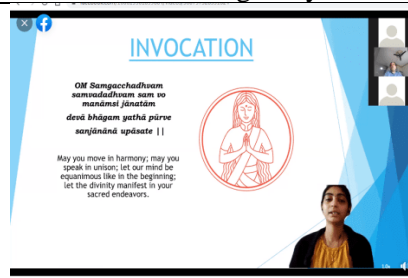 INVOCATION
OM Samgacchadhvam
samvadadhvam sam vo
manāmsi jānatām
devā bhāgam yathā pūrve
sanjānānā upāsate ||
May you move in harmony; may you
speak in unison; let our mind be
equanimous like in the beginning;
let the divinity manifest in your
sacred endeavors.